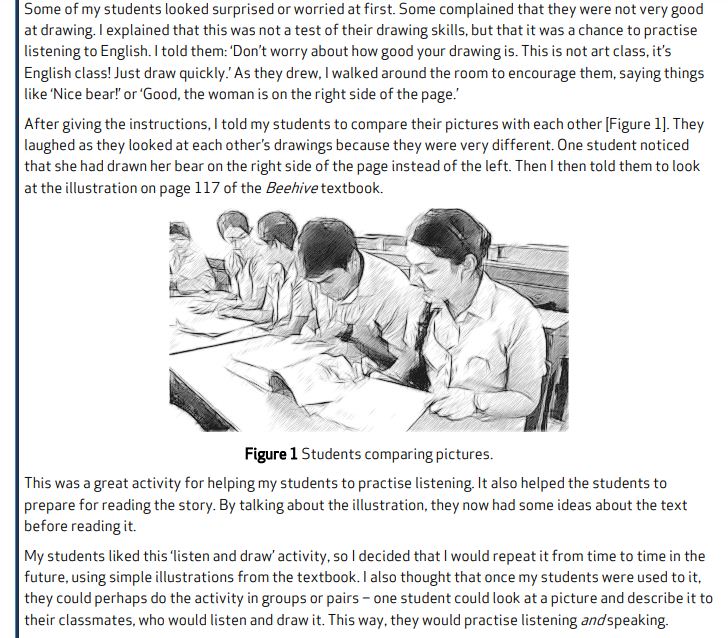 Some of my students looked surprised or worried at first. Some complained that they were not very good
at drawing. I explained that this was not a test of their drawing skills, but that it was a chance to practise
listening to English. I told them: ‘Don’t worry about how good your drawing is. This is not art class, it’s
English class! Just draw quickly.’ As they drew, I walked around the room to encourage them, saying things
like ‘Nice bear!’ or ‘Good, the woman is on the right side of the page.’
After giving the instructions, I told my students to compare their pictures with each other [Figure 1]. They
laughed as they looked at each other’s drawings because they were very different. One student noticed
that she had drawn her bear on the right side of the page instead of the left. Then I then told them to look
at the illustration on page 117 of the Beehive textbook.
Figure 1 Students comparing pictures.
This was a great activity for helping my students to practise listening. It also helped the students to
prepare for reading the story. By talking about the illustration, they now had some ideas about the text
before reading it.
My students liked this ‘listen and draw’ activity, so I decided that I would repeat it from time to time in the
future, using simple illustrations from the textbook. I also thought that once my students were used to it,
they could perhaps do the activity in groups or pairs – one student could look at a picture and describe it to
their classmates, who would listen and draw it. This way, they would practise listening and speaking.